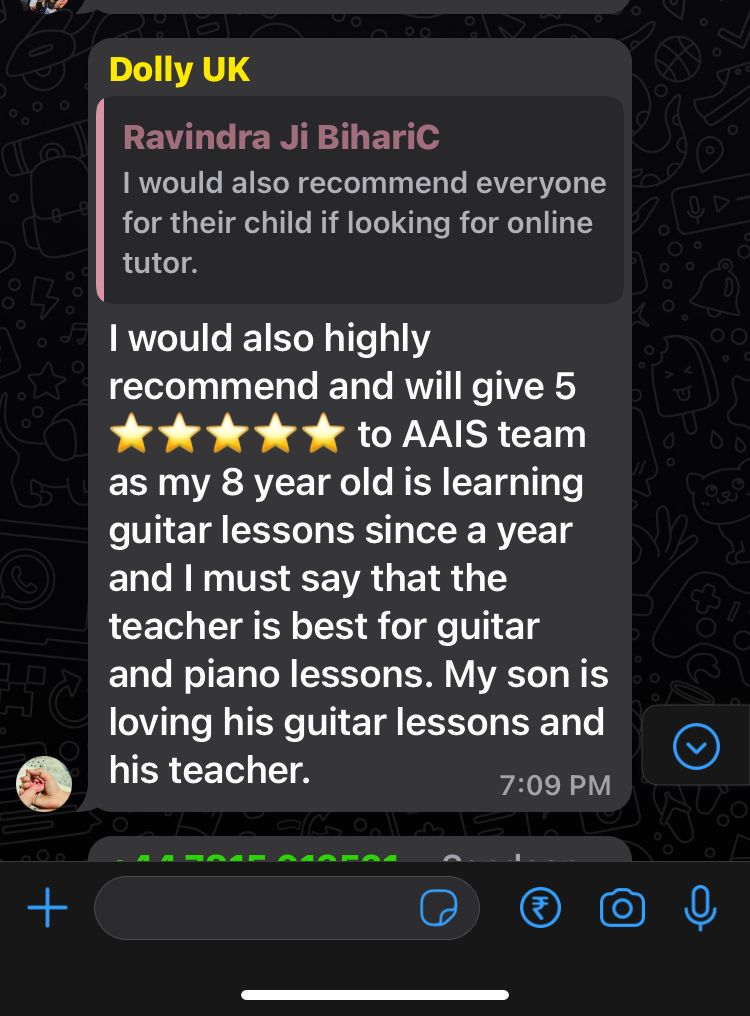 Dolly UK
Ravindra Ji BihariC
I would also recommend everyone
for their child if looking for online
tutor.
I would also highly
recommend and will give 5
⭐⭐⭐⭐⭐ to AAIS team
as my 8 year old is learning
guitar lessons since a year
and I must say that the
teacher is best for guitar
and piano lessons. My son is
loving his guitar lessons and
his teacher.
7:09 PM